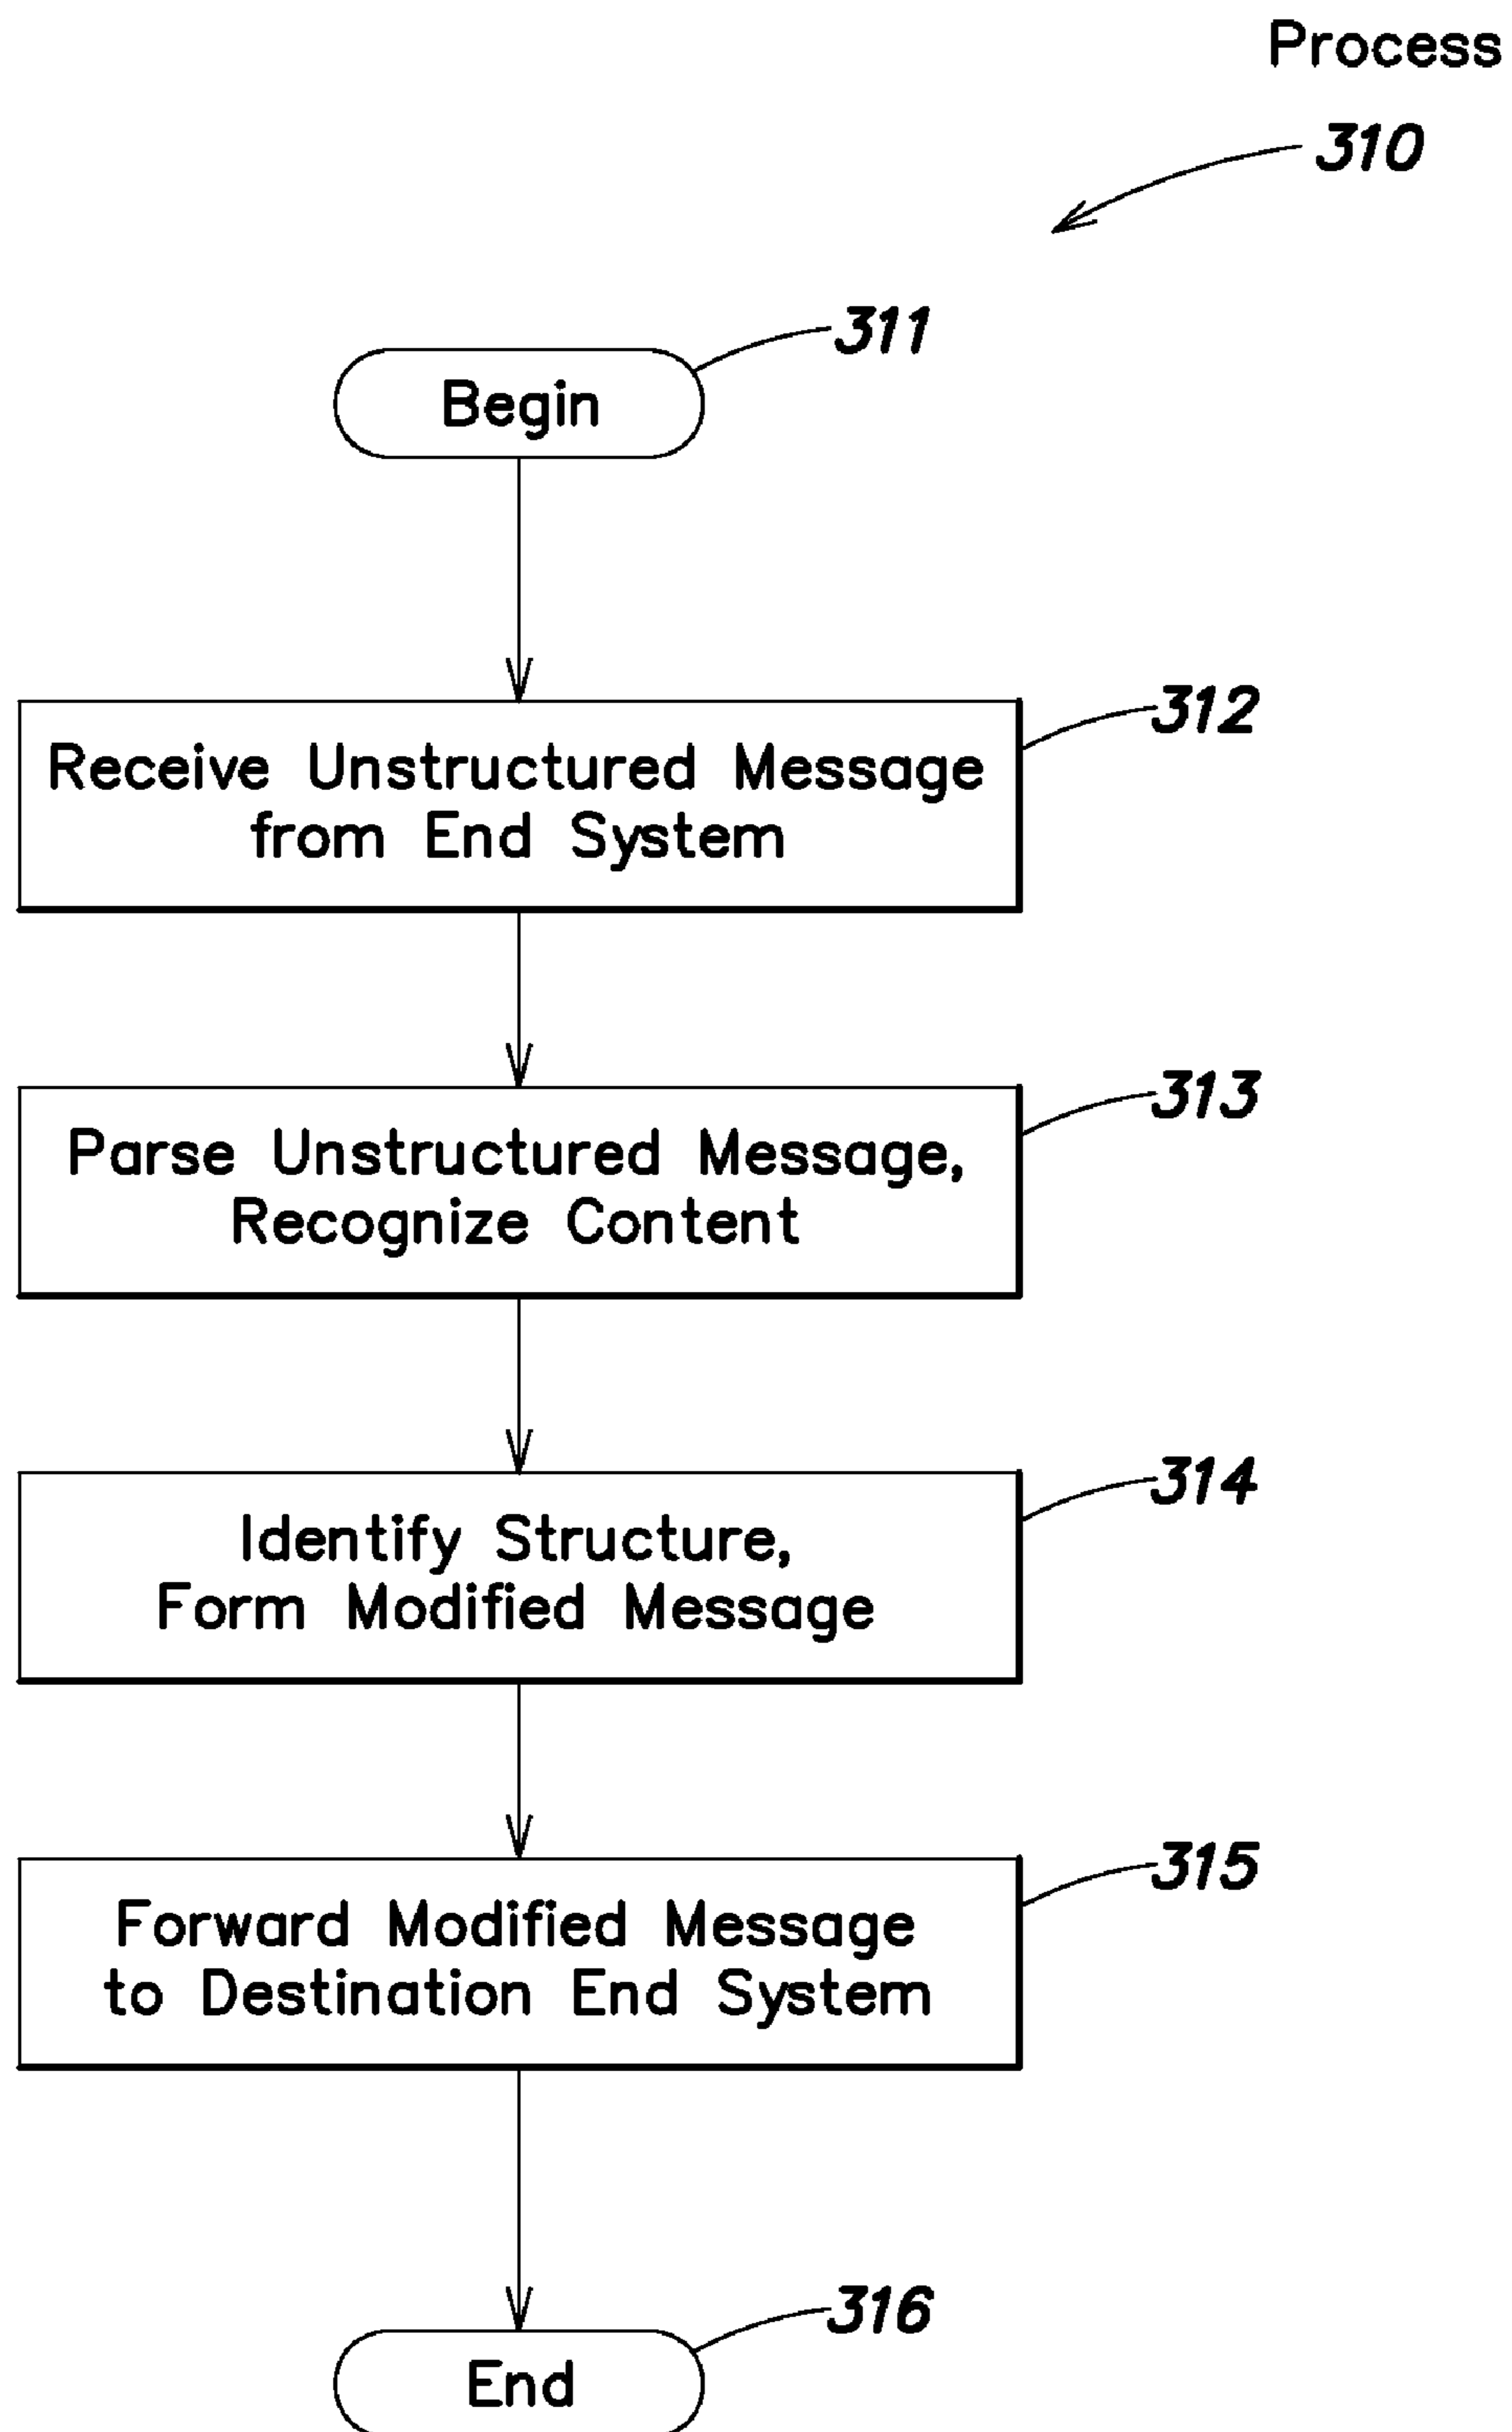 Process
310
311
Begin
312
Receive Unstructured Message
from End System
313
Parse Unstructured Message,
Recognize Content
314
Identify Structure,
Form Modified Message
315
Forward Modified Message
to Destination End System
316
End